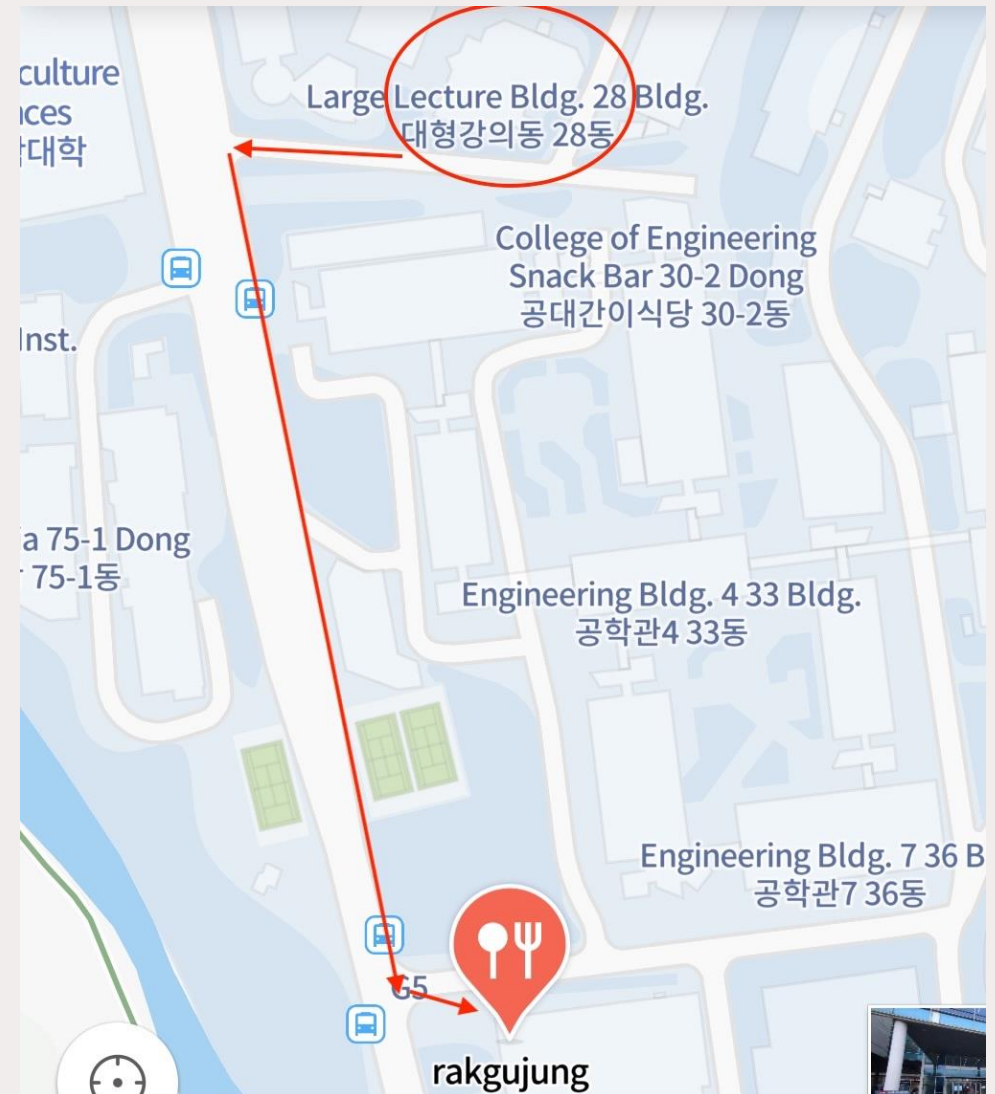 culture
nces
대학
Large Lecture Bldg. 28 Bldg.
대형강의동 28동
College of Engineering
Snack Bar 30-2 Dong
공대간이식당 30-2동
Inst.
a 75-1 Dong
75-1동
Engineering Bldg. 4 33 Bldg.
공학관4 33동
Engineering Bldg. 7 36 B
공학관7 36동
G5
rakgujung